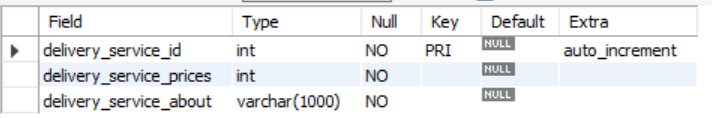 Field Type Null Key Default Extra
delivery_service_id int NO PRI NULL auto_increment
delivery_service_prices int NO NULL
delivery_service_about varchar(1000) NO NULL